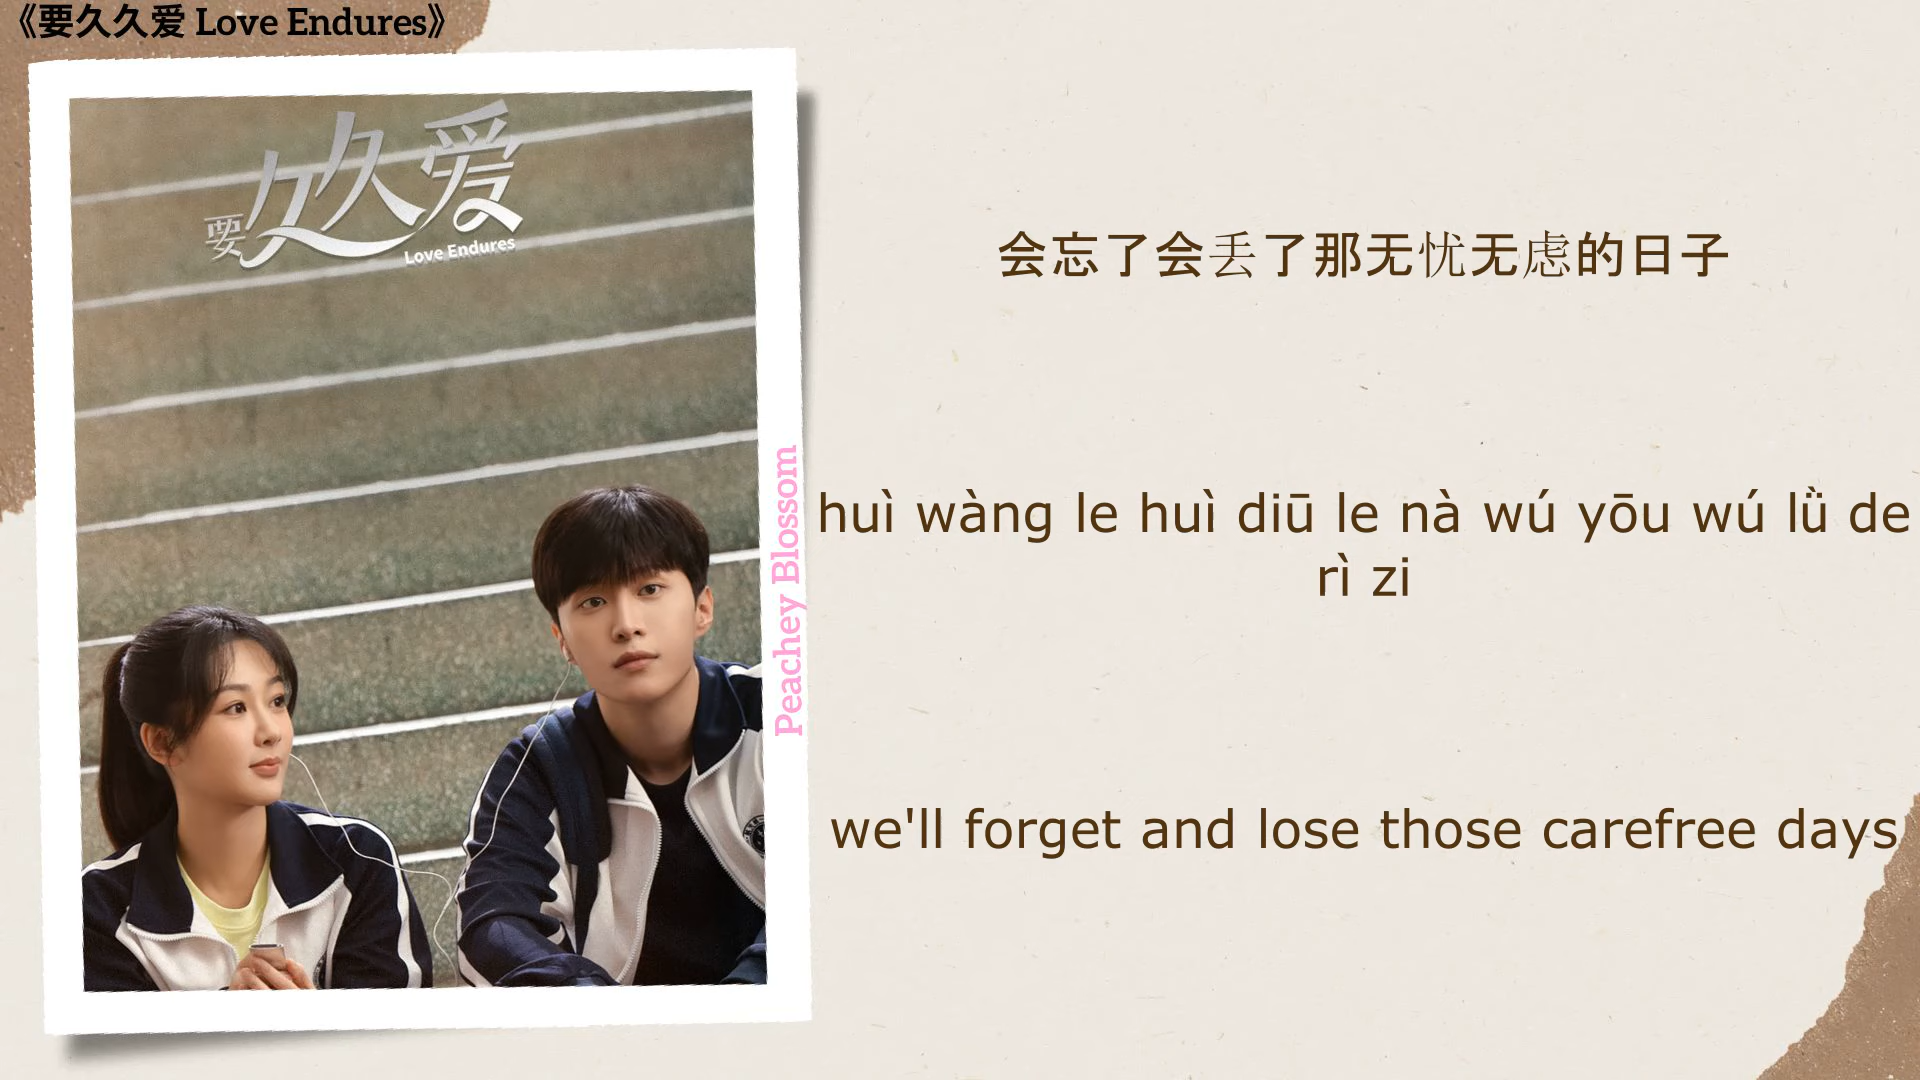 《要久久爱 Love Endures》
要久久爱
Love Endures
Peachey Blossom
会忘了会丢了那无忧无虑的日子
huì wàng le huì diū le nà wú yōu wú lǜ de
rì zi
we'll forget and lose those carefree days